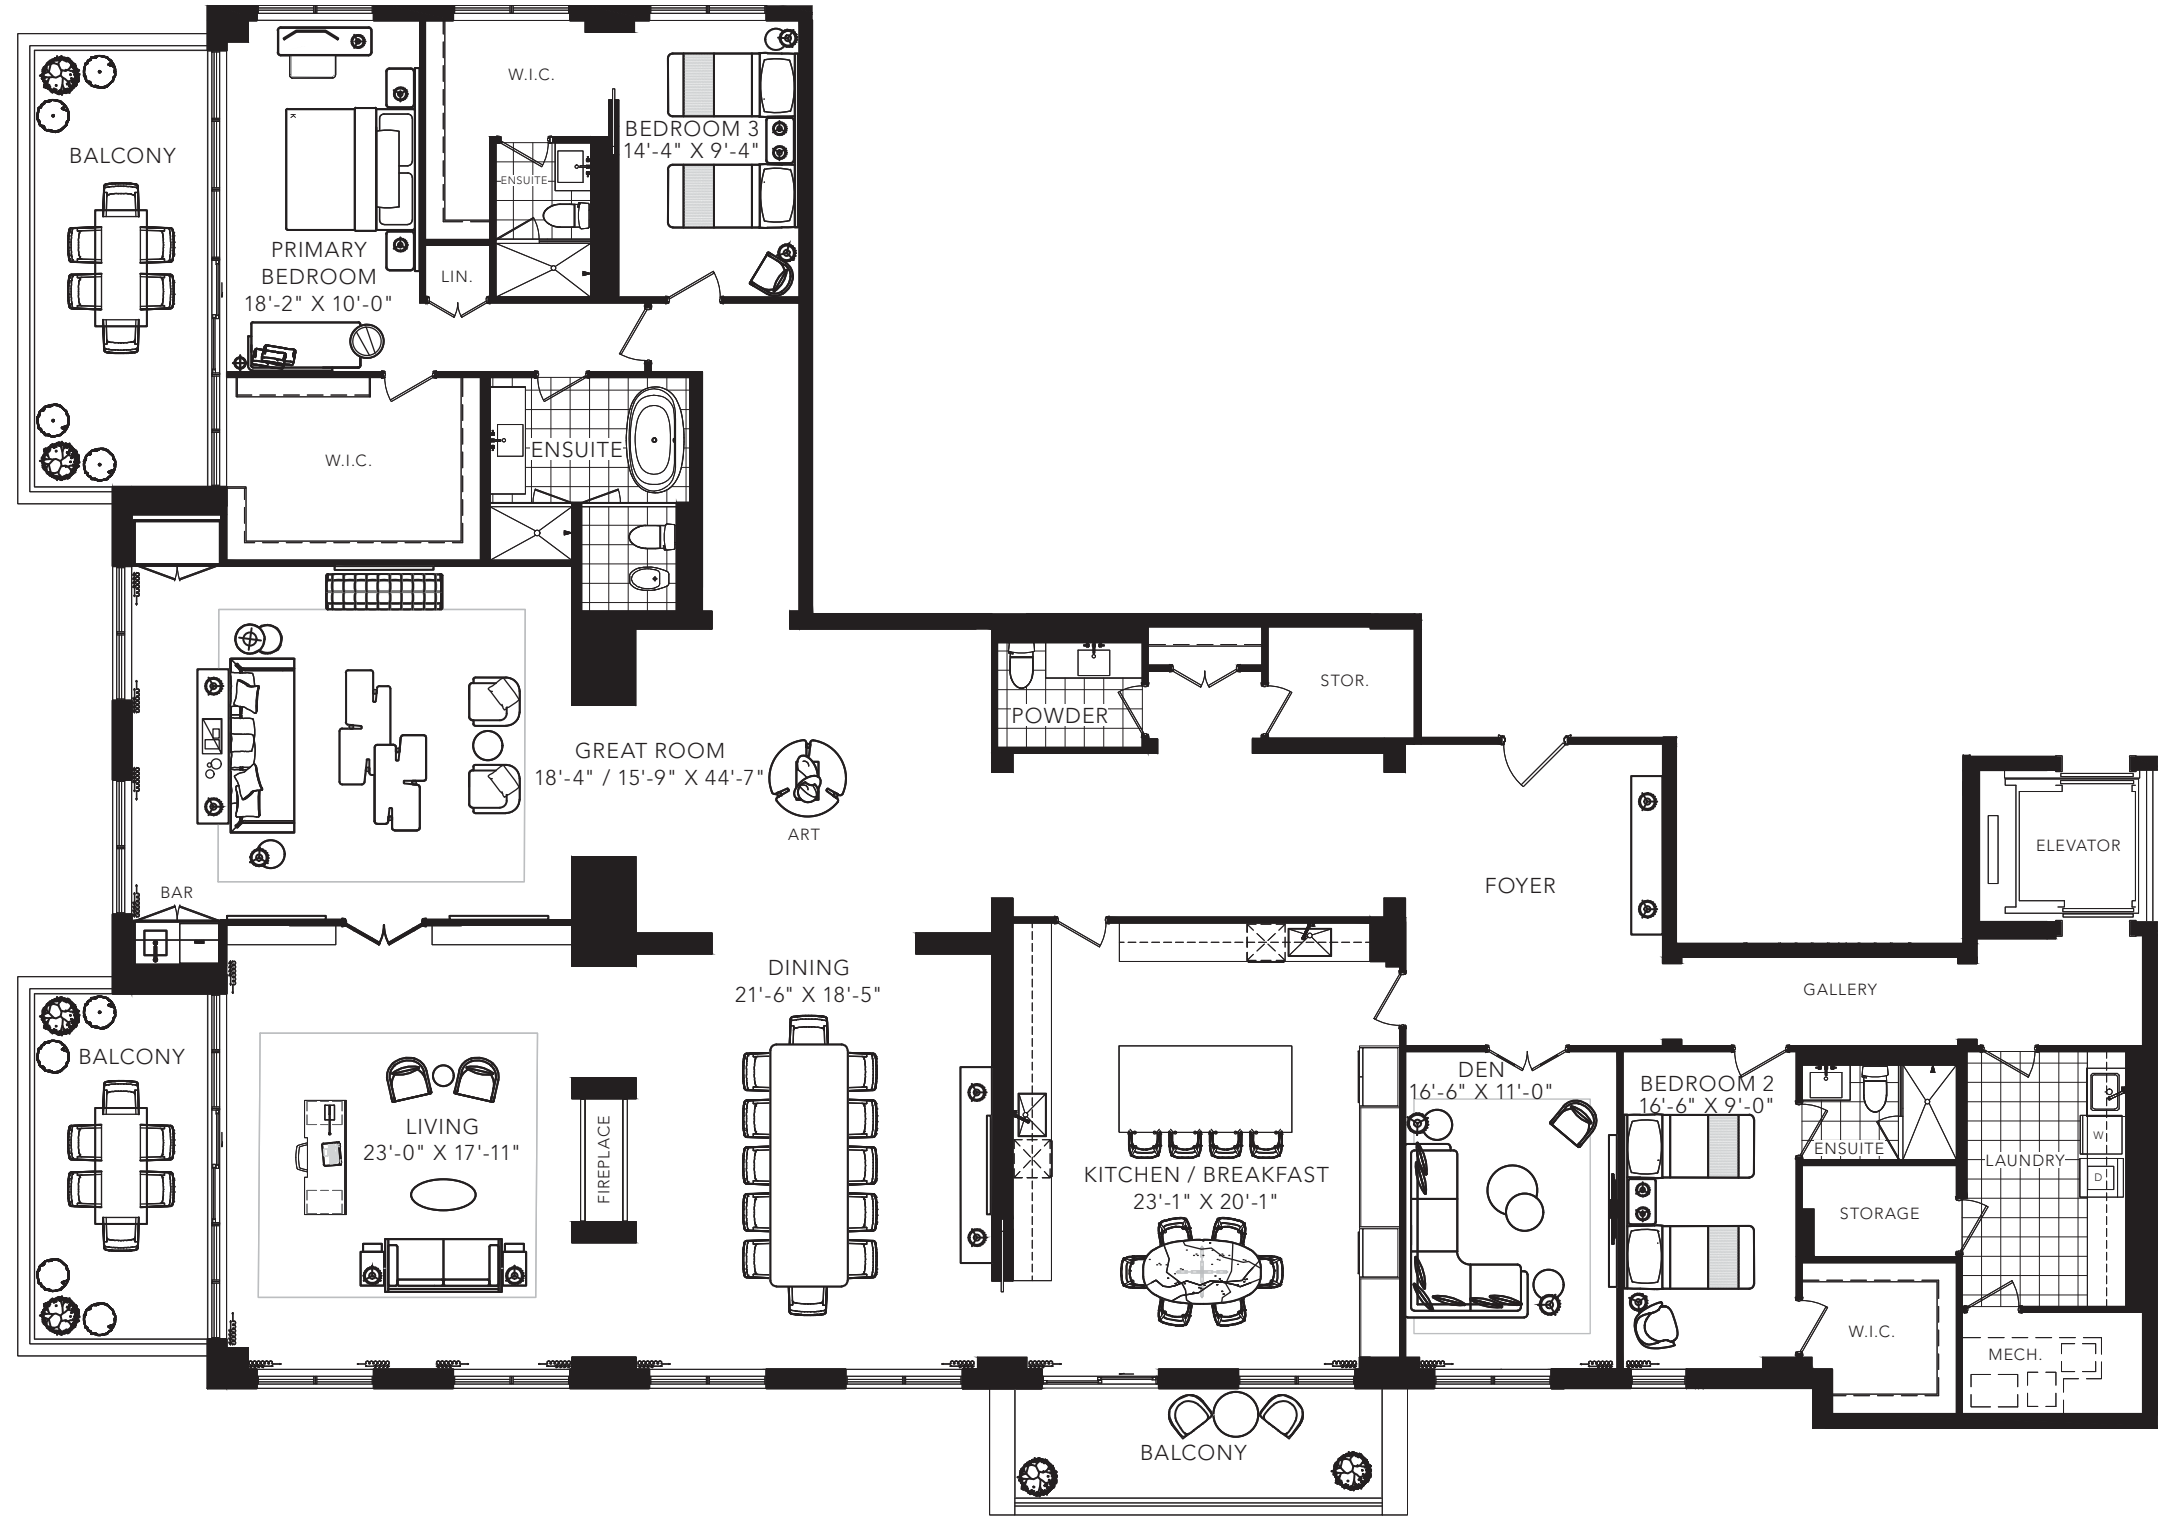 W.I.C.
BEDROOM 3
14'-4" X 9'-4"
BALCONY
ENSUITE
PRIMARY
BEDROOM
18'-2" X 10'-0"
LIN.
K
W.I.C.
ENSUITE
STOR.
POWDER
GREAT ROOM
18'-4" / 15'-9" X 44'-7"
ART
ELEVATOR
FOYER
BAR
DINING
21'-6" X 18'-5"
GALLERY
BALCONY
DEN
16'-6" X 11'-0"
BEDROOM 2
16'-6" X 9'-0"
LIVING
23'-0" X 17'-11"
FIREPLACE
KITCHEN / BREAKFAST
23'-1" X 20'-1"
ENSUITE
W
LAUNDRY
D
STORAGE
W.I.C.
MECH.
BALCONY